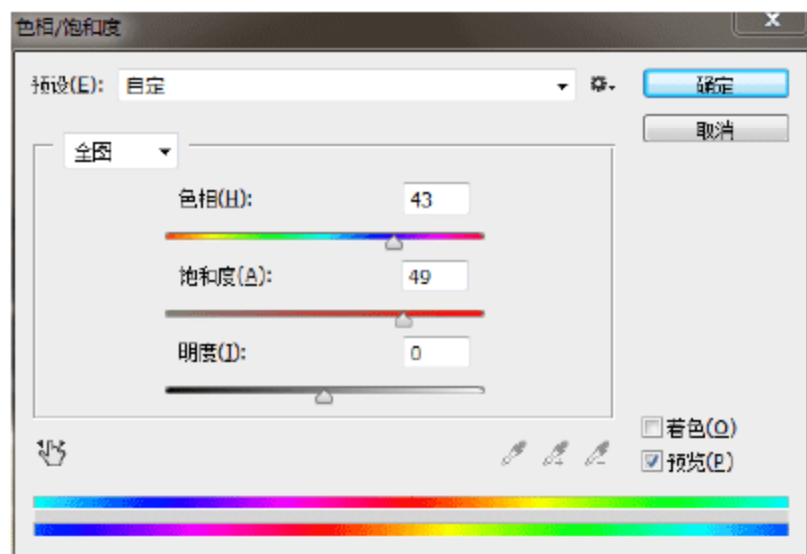 色相/饱和度
预设(E): 自定
确定
取消
全图
色相(H): 43
饱和度(A): 49
明度(I): 0
着色(O)
预览(P)